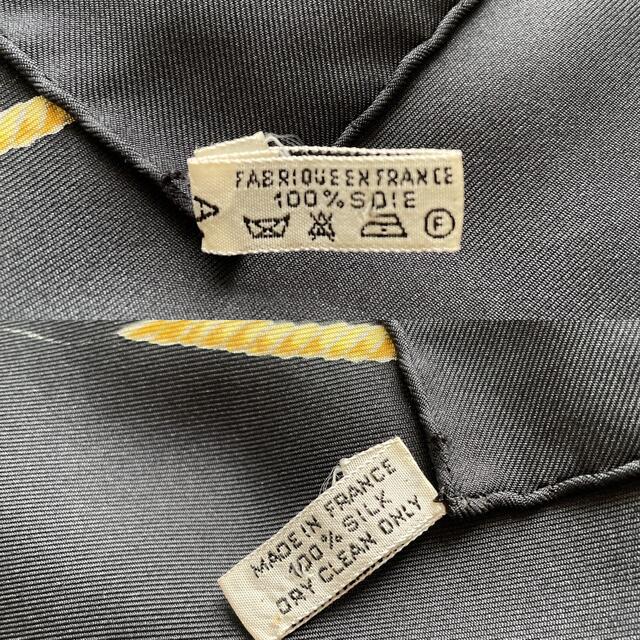 FABRIQUE EN FRANCE
100% SOIE
A
F
MADE IN FRANCE
100% SILK
DRY CLEAN ONLY